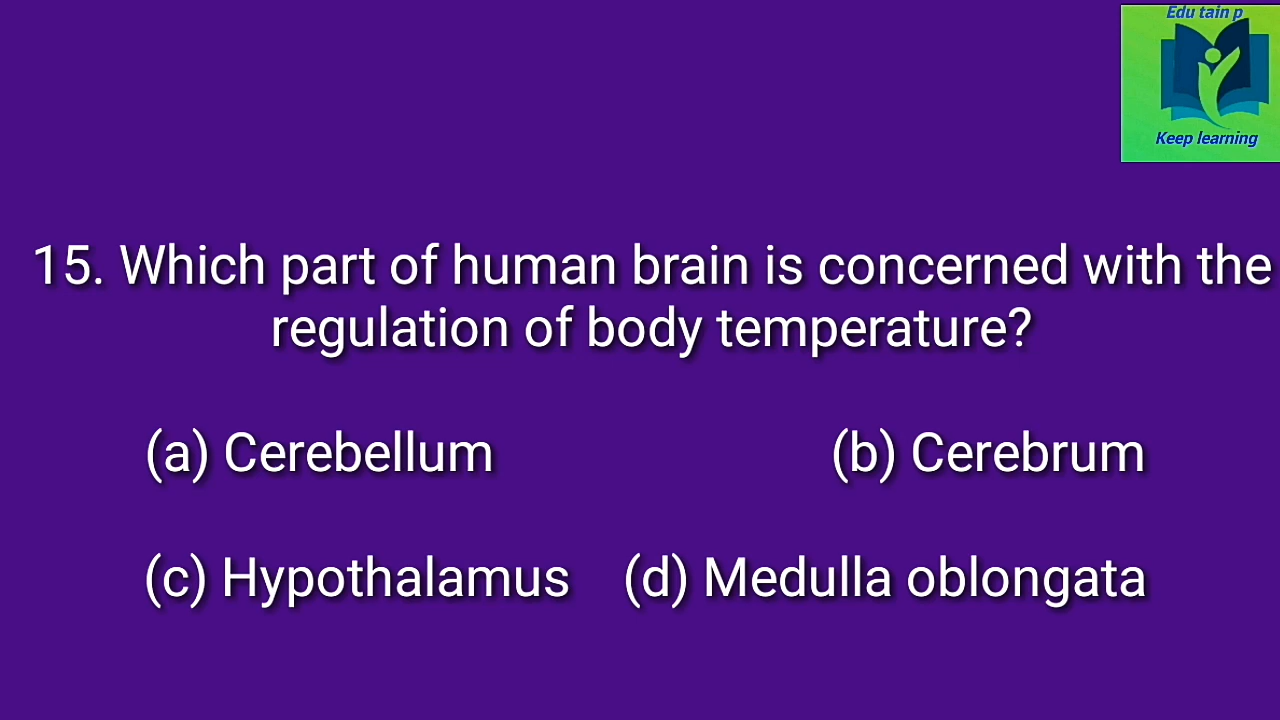 Edu tain p
Keep learning
15. Which part of human brain is concerned with the
regulation of body temperature?
(a) Cerebellum (b) Cerebrum
(c) Hypothalamus (d) Medulla oblongata